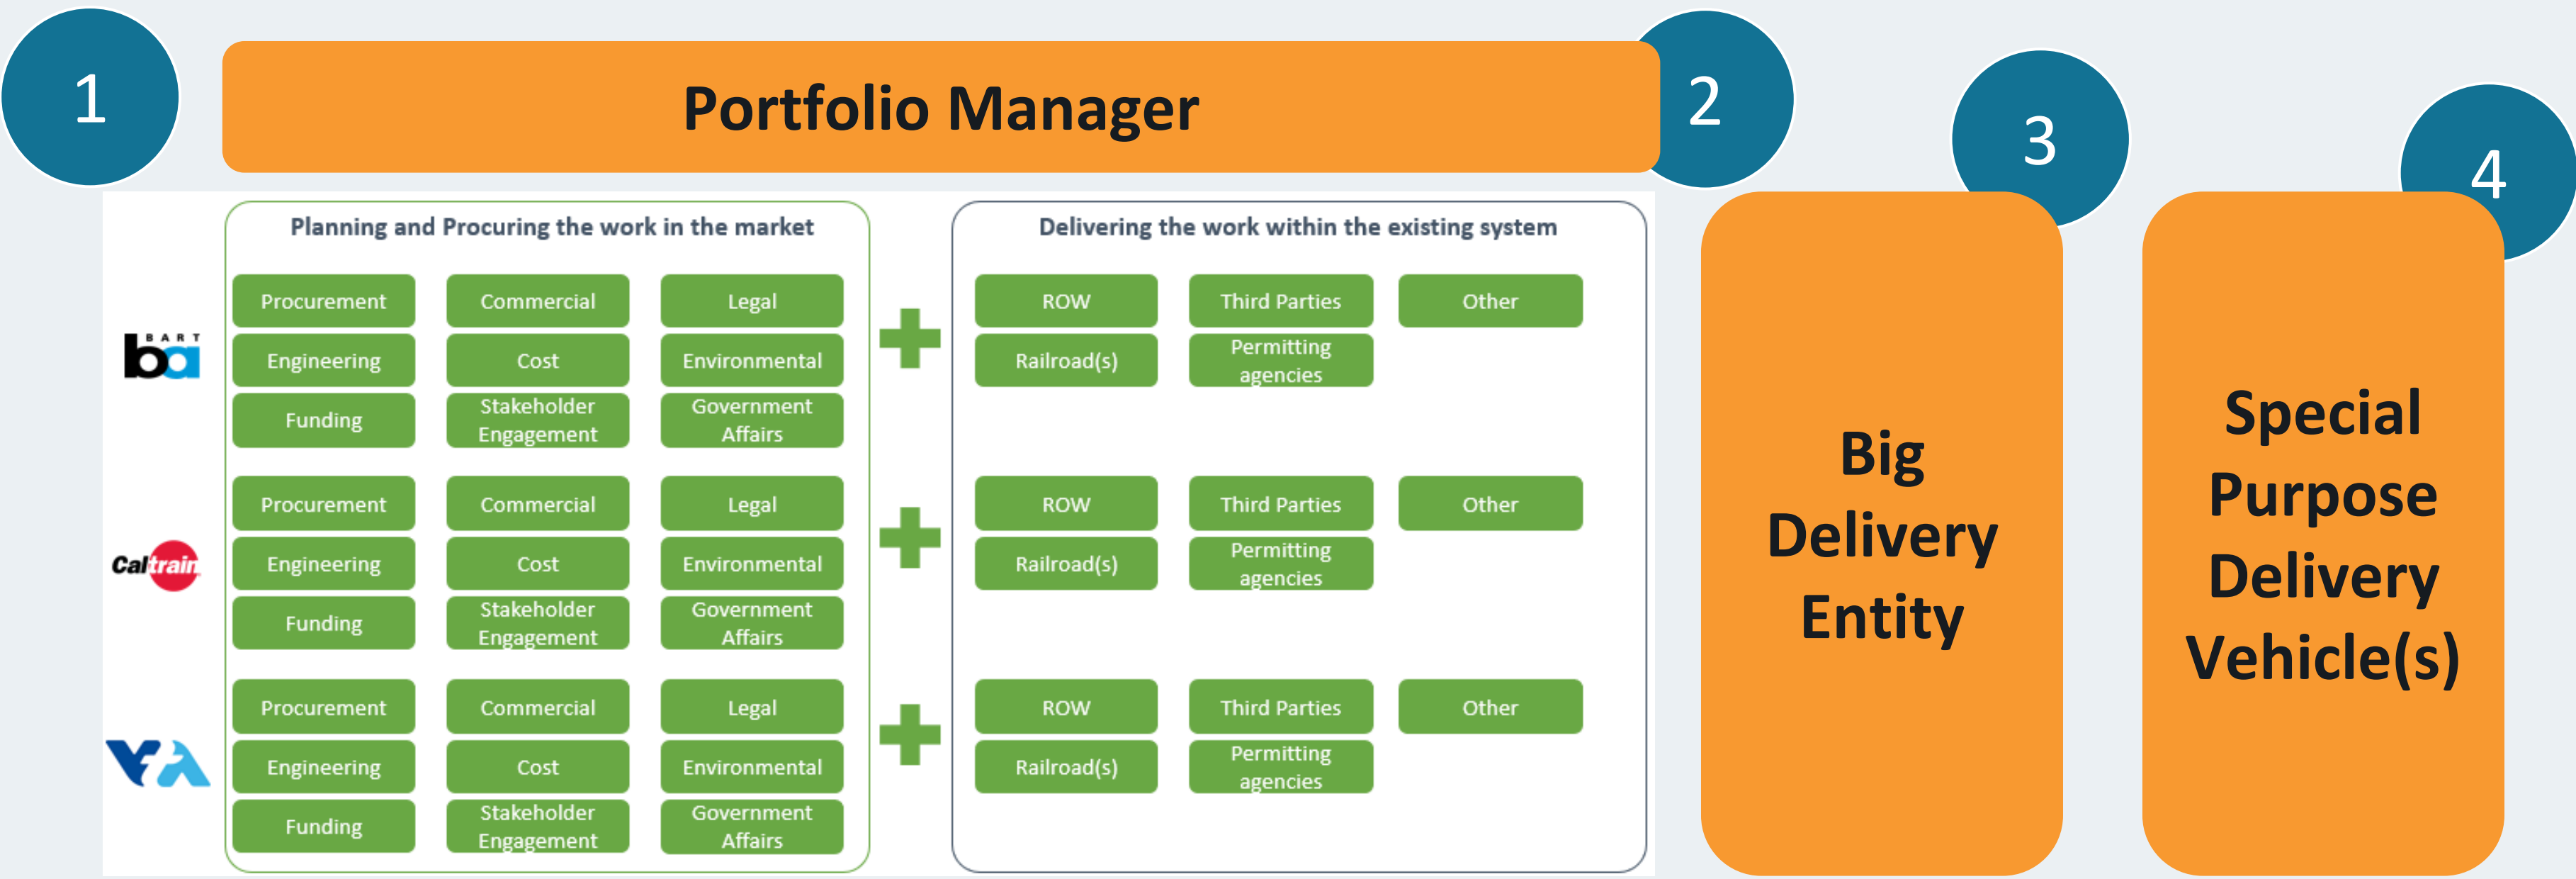 1
Portfolio Manager
2
3
4
Planning and Procuring the work in the market
Delivering the work within the existing system
BART
ba
Procurement
Commercial
Legal
Engineering
Cost
Environmental
Funding
Stakeholder
Engagement
Government
Affairs
ROW
Third Parties
Other
Railroad(s)
Permitting
agencies
Caltrain
Procurement
Commercial
Legal
Engineering
Cost
Environmental
Funding
Stakeholder
Engagement
Government
Affairs
ROW
Third Parties
Other
Railroad(s)
Permitting
agencies
VTA
Procurement
Commercial
Legal
Engineering
Cost
Environmental
Funding
Stakeholder
Engagement
Government
Affairs
ROW
Third Parties
Other
Railroad(s)
Permitting
agencies
Big
Delivery
Entity
Special
Purpose
Delivery
Vehicle(s)